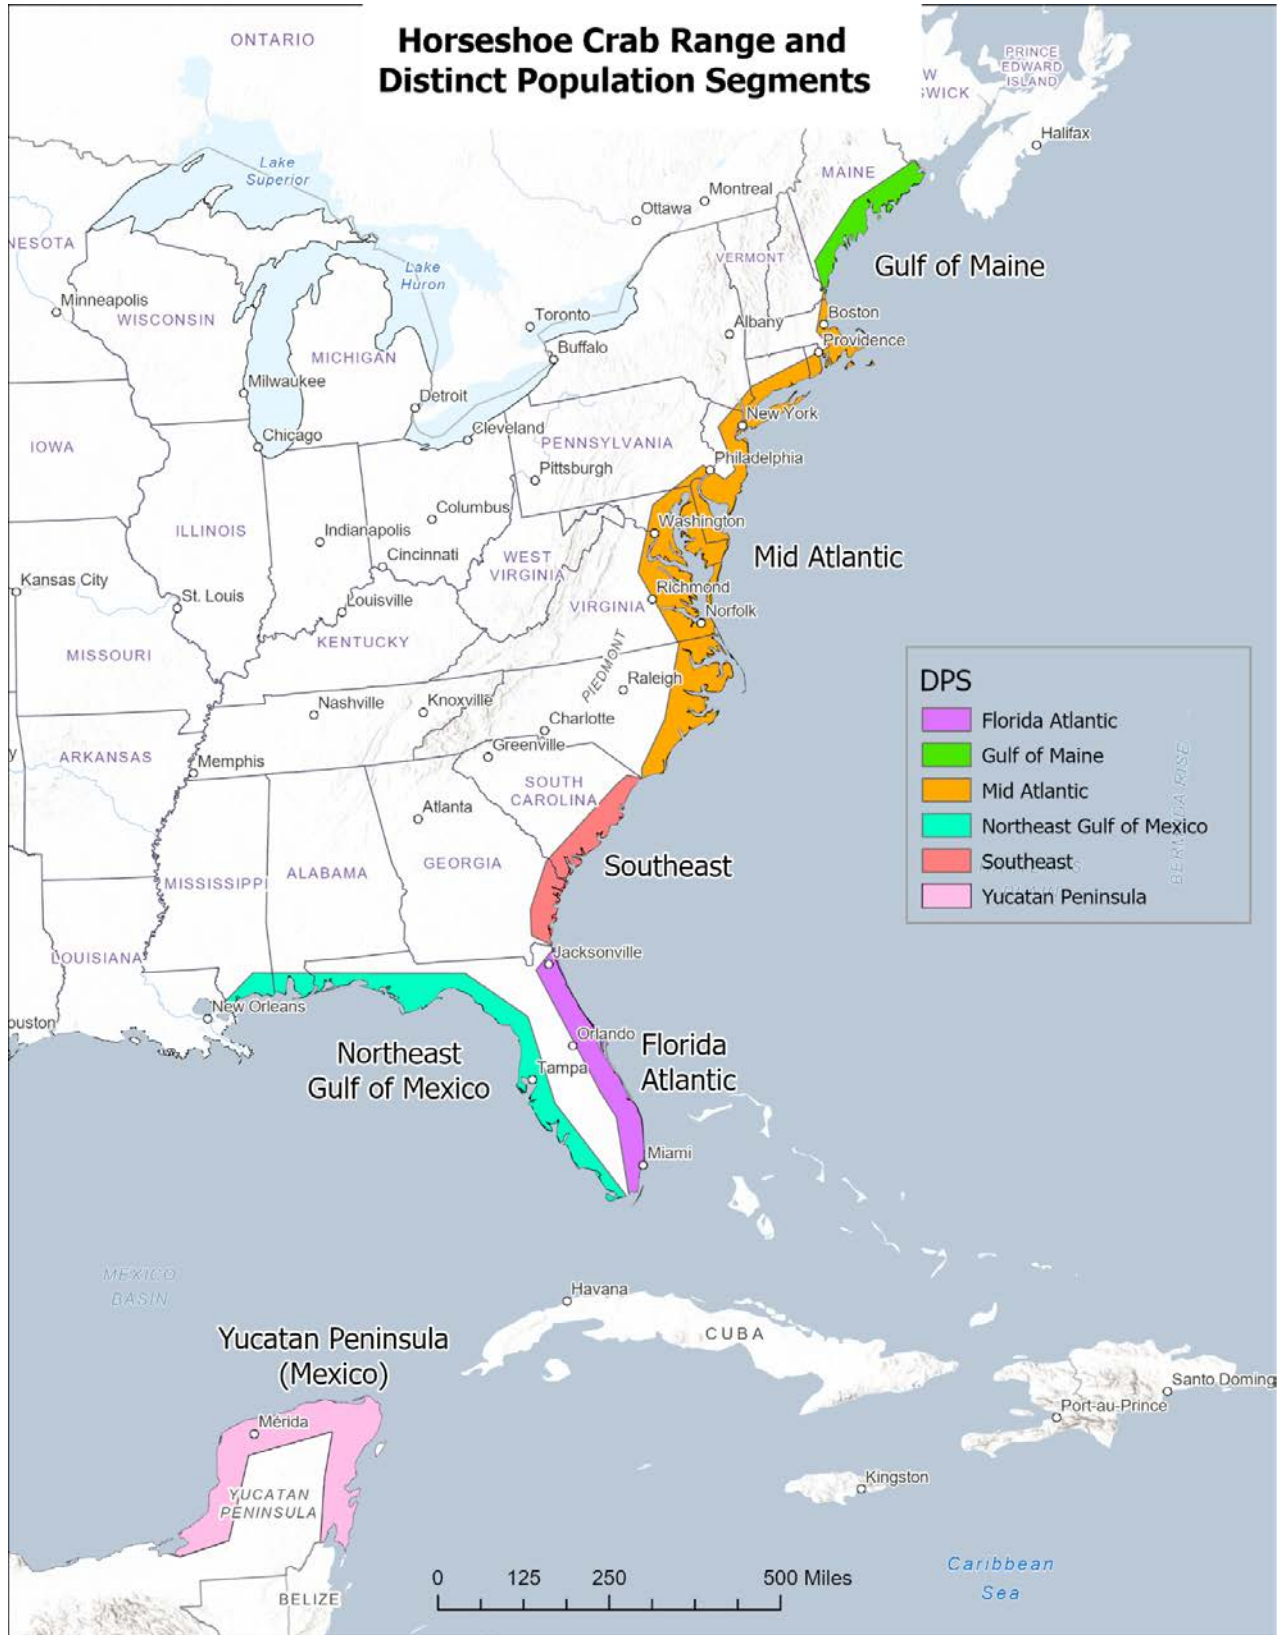 Horseshoe Crab Range and
Distinct Population Segments
ONTARIO
PRINCE
EDWARD
ISLAND
W
SWICK
Halifax
Lake
Superior
MAINE
Montreal
Ottawa
NESOTA
VERMONT
Gulf of Maine
Lake
Huron
Minneapolis
WISCONSIN
Toronto
Boston
Albany
Providence
Buffalo
MICHIGAN
Milwaukee
Detroit
New York
Chicago
Cleveland
IOWA
PENNSYLVANIA
Philadelphia
Pittsburgh
Columbus
Washington
ILLINOIS
Indianapolis
Cincinnati
WEST
VIRGINIA
Mid Atlantic
Kansas City
St. Louis
Louisville
Richmond
VIRGINIA
Norfolk
KENTUCKY
MISSOURI
PIEDMONT
Raleigh
Nashville
Knoxville
Charlotte
Greenville
ARKANSAS
y
Memphis
SOUTH
CAROLINA
Atlanta
GEORGIA
Southeast
ALABAMA
MISSISSIPPI
DPS
Florida Atlantic
Gulf of Maine
Mid Atlantic
Northeast Gulf of Mexico
Southeast
Yucatan Peninsula
BERMUDA RISE
LOUISIANA
Jacksonville
New Orleans
ouston
Orlando
Northeast
Gulf of Mexico
Tampa
Florida
Atlantic
Miami
MEXICO
BASIN
Havana
CUBA
Yucatan Peninsula
(Mexico)
Santo Doming
Port-au-Prince
Mérida
Kingston
YUCATAN
PENINSULA
Caribbean
Sea
0 125 250 500 Miles
BELIZE